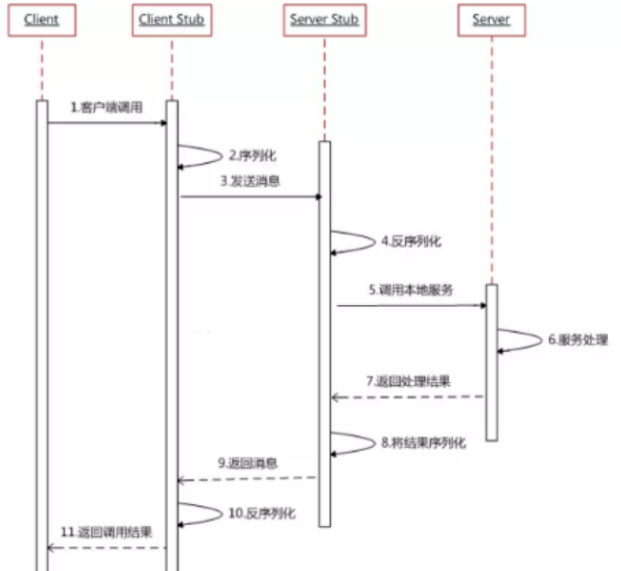 Client
Client Stub
Server Stub
Server
1.客户端调用
2.序列化
3.发送消息
4.反序列化
5.调用本地服务
6.服务处理
7.返回处理结果
8.将结果序列化
9.返回消息
10.反序列化
11.返回调用结果